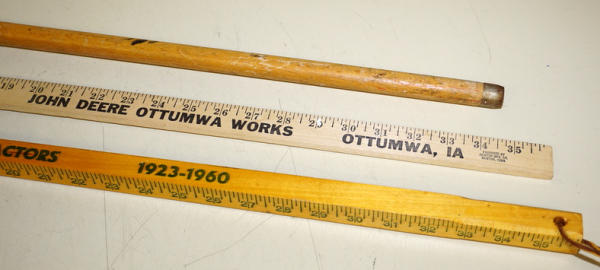 19 20 21 22 23 24 25 26 27 28 29 30 31 32 33 34 35
JOHN DEERE OTTUMWA WORKS OTTUMWA, IA
ACTORS 1923-1960
20 21 22 23 24 25 26 27 28 29 30 31 32 33 34 35